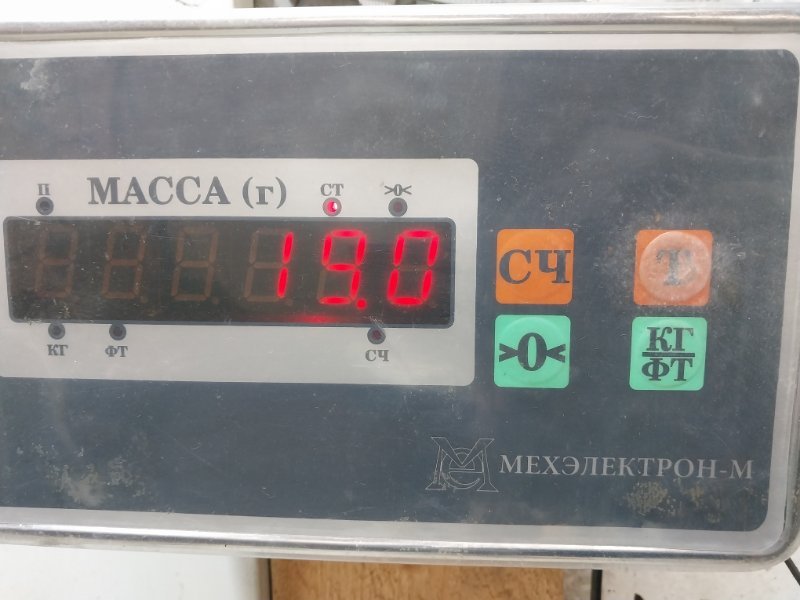 П МАССА (г) СТ >0<
19.0
КГ ФТ СЧ
СЧ Т
>0< КГ
ФТ
МЕХЭЛЕКТРОН-М